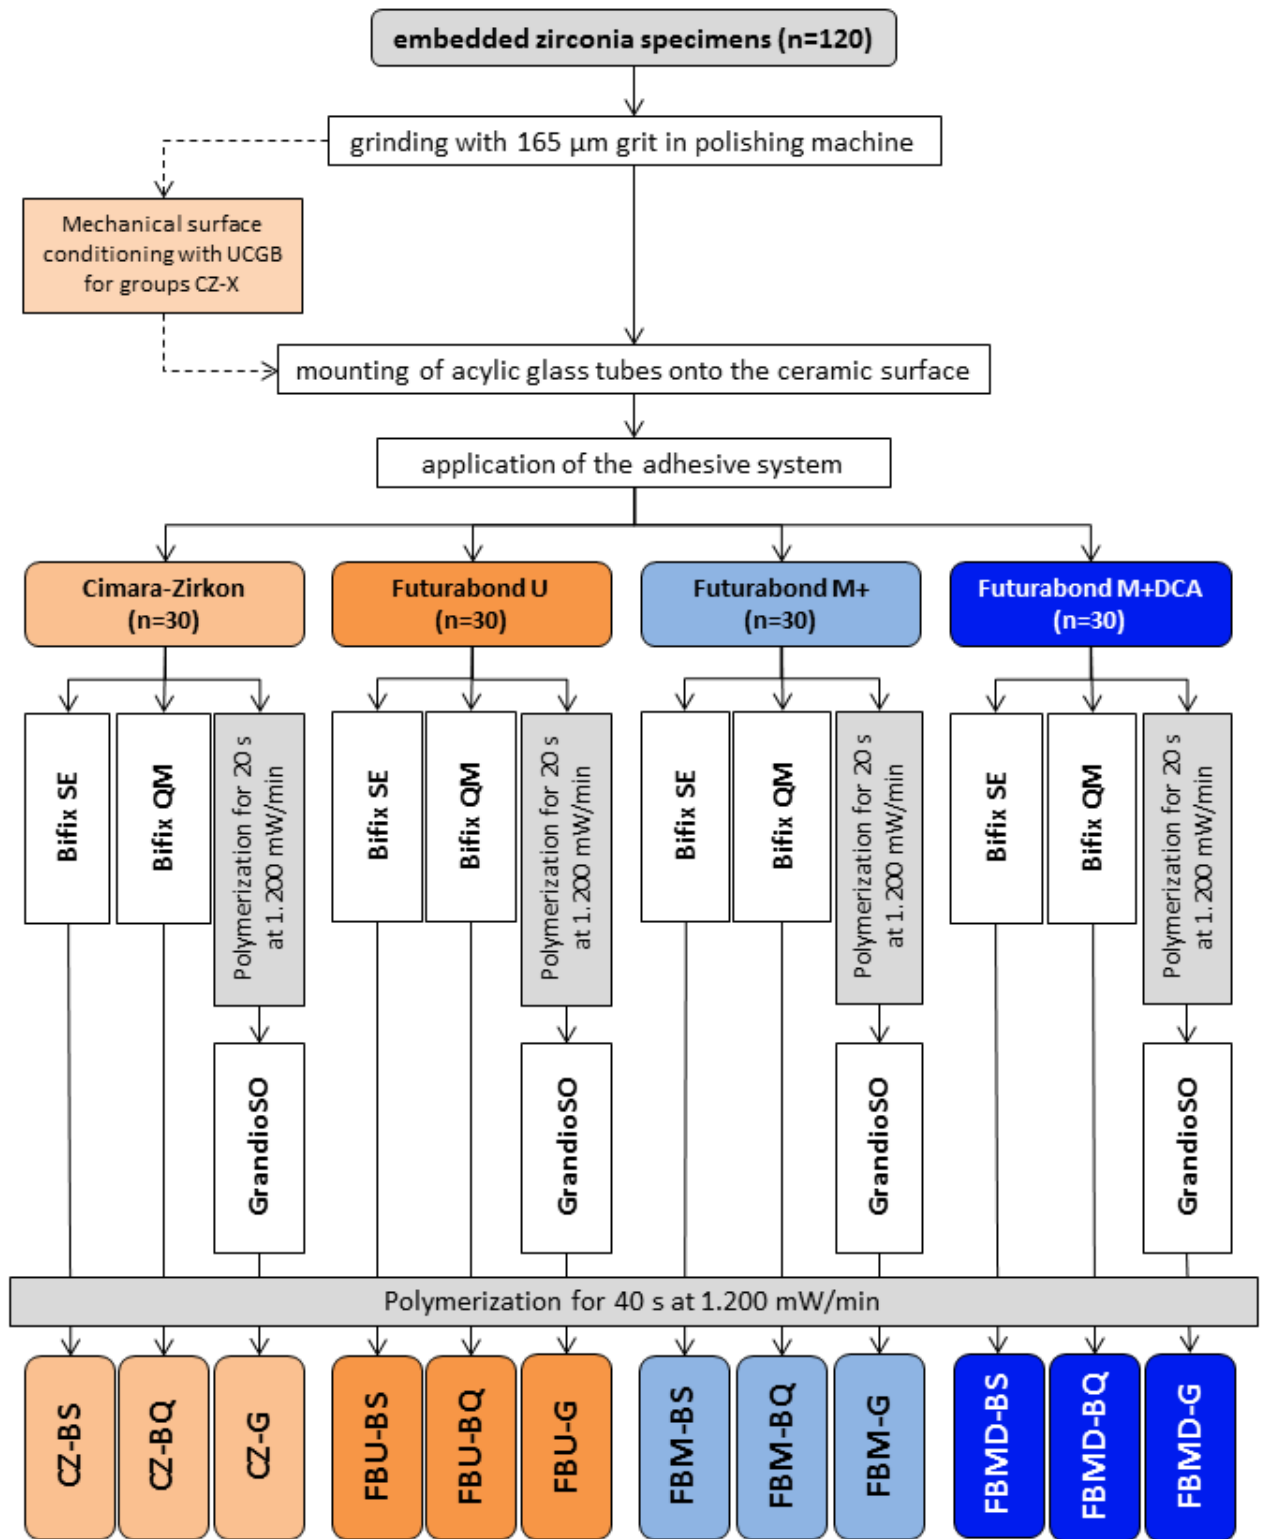 embedded zirconia specimens (n=120)
grinding with 165 µm grit in polishing machine
Mechanical surface
conditioning with UCGB
for groups CZ-X
mounting of acylic glass tubes onto the ceramic surface
application of the adhesive system
Cimara-Zirkon
(n=30)
Futurabond U
(n=30)
Futurabond M+
(n=30)
Futurabond M+DCA
(n=30)
Bifix SE
Bifix QM
Polymerization for 20 s
at 1.200 mW/min
Bifix SE
Bifix QM
Polymerization for 20 s
at 1.200 mW/min
Bifix SE
Bifix QM
Polymerization for 20 s
at 1.200 mW/min
Bifix SE
Bifix QM
Polymerization for 20 s
at 1.200 mW/min
GrandioSO
GrandioSO
GrandioSO
GrandioSO
Polymerization for 40 s at 1.200 mW/min
CZ-BS
CZ-BQ
CZ-G
FBU-BS
FBU-BQ
FBU-G
FBM-BS
FBM-BQ
FBM-G
FBMD-BS
FBMD-BQ
FBMD-G